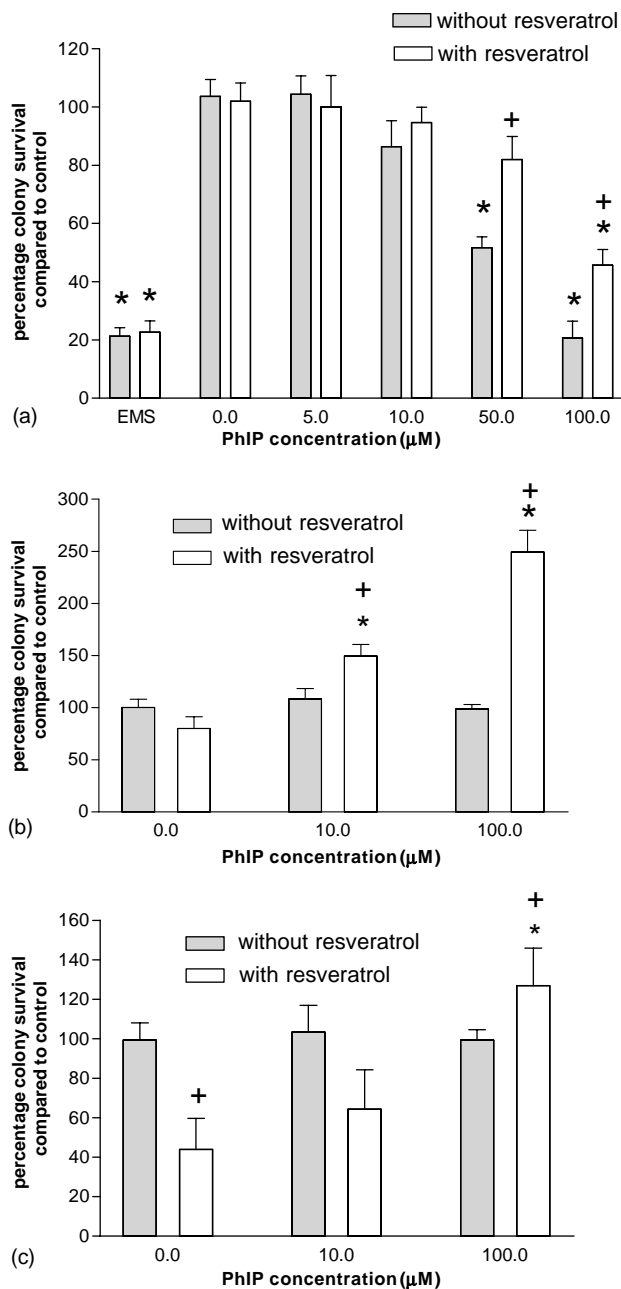 without resveratrol
with resveratrol
percentage colony survival
compared to control
120
100
80
60
40
20
0
* * * + * + *
EMS 0.0 5.0 10.0 50.0 100.0
(a)
PhIP concentration (μM)
percentage colony survival
compared to control
300
250
200
150
100
50
0
without resveratrol
with resveratrol
+ * + *
0.0 10.0 100.0
(b)
PhIP concentration (μM)
percentage colony survival
compared to control
160
140
120
100
80
60
40
20
0
without resveratrol
with resveratrol
+ + *
0.0 10.0 100.0
(c)
PhIP concentration (μM)